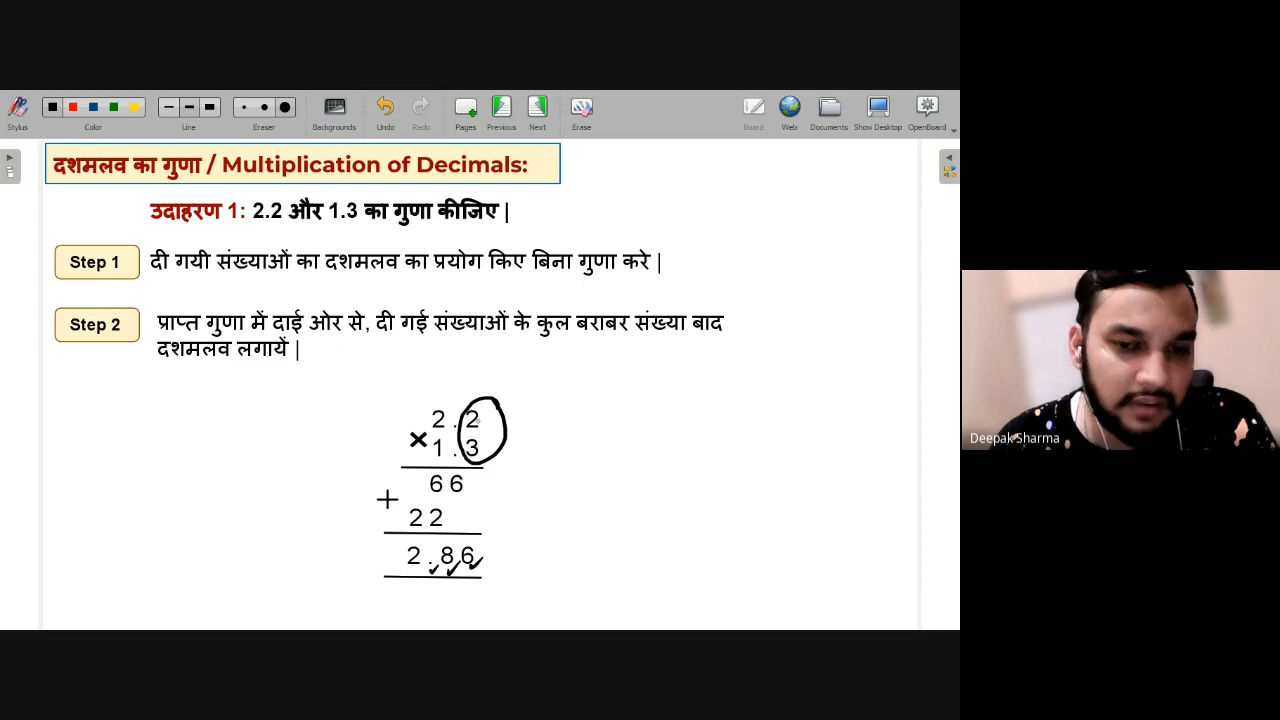 Stylus
Color
Line
Eraser
Backgrounds
Undo
Redo
Pages
Previous
Next
Erase
Board
Web
Documents
Show Desktop
OpenBoard
दशमलव का गुणा / Multiplication of Decimals:
उदाहरण 1: 2.2 और 1.3 का गुणा कीजिए |
Step 1
दी गयी संख्याओं का दशमलव का प्रयोग किए बिना गुणा करे |
Step 2
प्राप्त गुणा में दाई ओर से, दी गई संख्याओं के कुल बराबर संख्या बाद
दशमलव लगायें |
2 . 2
× 1 . 3
6 6
+
2 2
2 . 8 6
Deepak Sharma